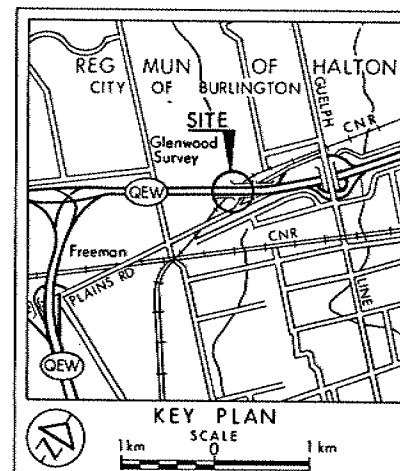 REG MUN OF HALTON
CITY OF BURLINGTON
GUELPH
SITE
CNR
Glenwood
Survey
QEW
CNR
Freeman
PLAINS RD
LINE
QEW
N
KEY PLAN
SCALE
1 km 0 1 km